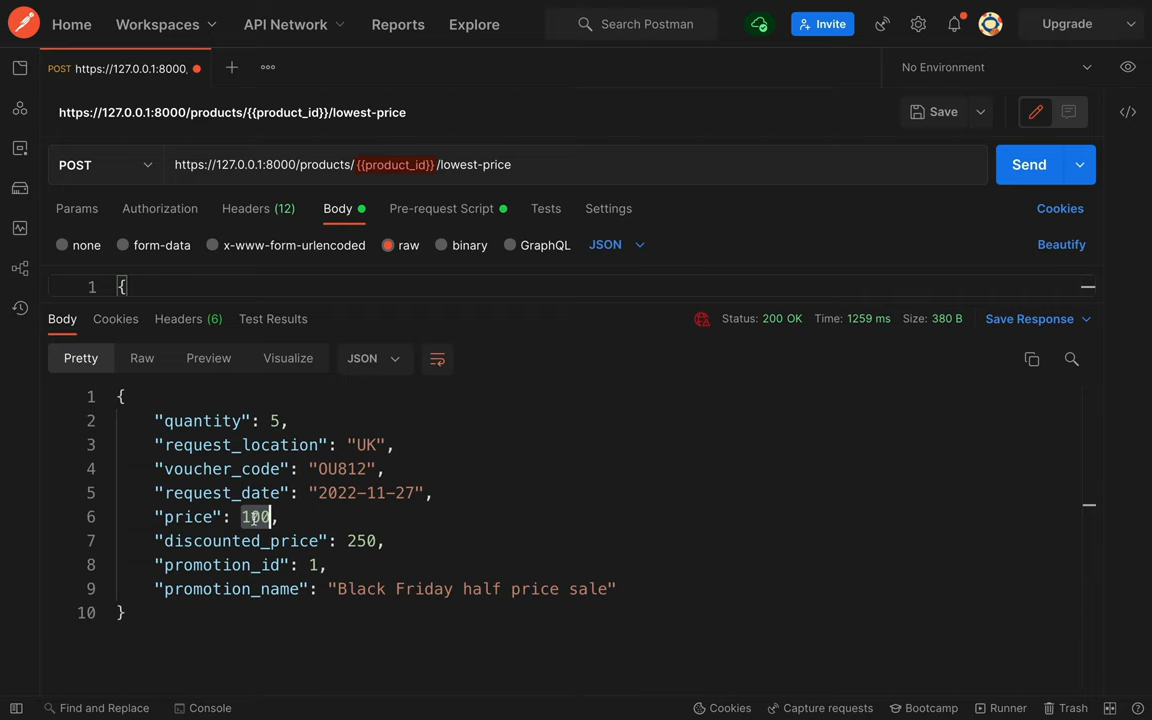 Home Workspaces API Network Reports Explore Search Postman Invite Upgrade
POST https://127.0.0.1:8000, No Environment
https://127.0.0.1:8000/products/{{product_id}}/lowest-price Save
POST https://127.0.0.1:8000/products/{{product_id}}/lowest-price Send
Params Authorization Headers (12) Body Pre-request Script Tests Settings Cookies
none form-data x-www-form-urlencoded raw binary GraphQL JSON Beautify
1 {
Body Cookies Headers (6) Test Results Status: 200 OK Time: 1259 ms Size: 380 B Save Response
Pretty Raw Preview Visualize JSON
1 {
2 "quantity": 5,
3 "request_location": "UK",
4 "voucher_code": "OU812",
5 "request_date": "2022-11-27",
6 "price": 100,
7 "discounted_price": 250,
8 "promotion_id": 1,
9 "promotion_name": "Black Friday half price sale"
10 }
Find and Replace Console Cookies Capture requests Bootcamp Runner Trash